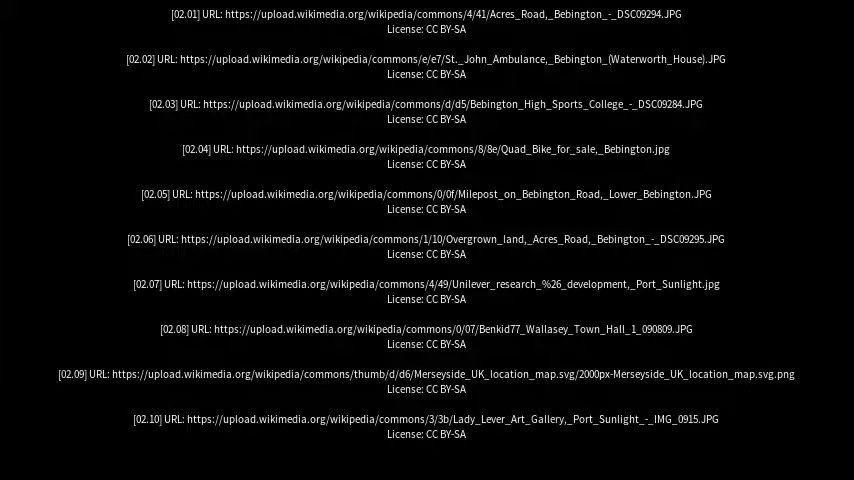 [02.01] URL: https://upload.wikimedia.org/wikipedia/commons/4/41/Acres_Road,_Bebington_-_DSC09294.JPG
License: CC BY-SA
[02.02] URL: https://upload.wikimedia.org/wikipedia/commons/e/e7/St._John_Ambulance,_Bebington_(Waterworth_House).JPG
License: CC BY-SA
[02.03] URL: https://upload.wikimedia.org/wikipedia/commons/d/d5/Bebington_High_Sports_College_-_DSC09284.JPG
License: CC BY-SA
[02.04] URL: https://upload.wikimedia.org/wikipedia/commons/8/8e/Quad_Bike_for_sale,_Bebington.jpg
License: CC BY-SA
[02.05] URL: https://upload.wikimedia.org/wikipedia/commons/0/0f/Milepost_on_Bebington_Road,_Lower_Bebington.JPG
License: CC BY-SA
[02.06] URL: https://upload.wikimedia.org/wikipedia/commons/1/10/Overgrown_land,_Acres_Road,_Bebington_-_DSC09295.JPG
License: CC BY-SA
[02.07] URL: https://upload.wikimedia.org/wikipedia/commons/4/49/Unilever_research_%26_development,_Port_Sunlight.jpg
License: CC BY-SA
[02.08] URL: https://upload.wikimedia.org/wikipedia/commons/0/07/Benkid77_Wallasey_Town_Hall_1_090809.JPG
License: CC BY-SA
[02.09] URL: https://upload.wikimedia.org/wikipedia/commons/thumb/d/d6/Merseyside_UK_location_map.svg/2000px-Merseyside_UK_location_map.svg.png
License: CC BY-SA
[02.10] URL: https://upload.wikimedia.org/wikipedia/commons/3/3b/Lady_Lever_Art_Gallery,_Port_Sunlight_-_IMG_0915.JPG
License: CC BY-SA